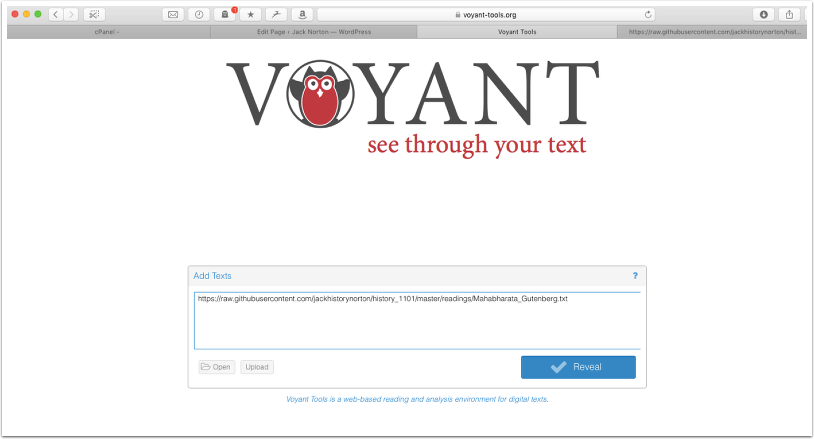 voyant-tools.org
cPanel -
Edit Page ‹ Jack Norton — WordPress
Voyant Tools
https://raw.githubusercontent.com/jackhistorynorton/hist...
VOYANT
see through your text
Add Texts
?
https://raw.githubusercontent.com/jackhistorynorton/history_1101/master/readings/Mahabharata_Gutenberg.txt
Open
Upload
Reveal
Voyant Tools is a web-based reading and analysis environment for digital texts.